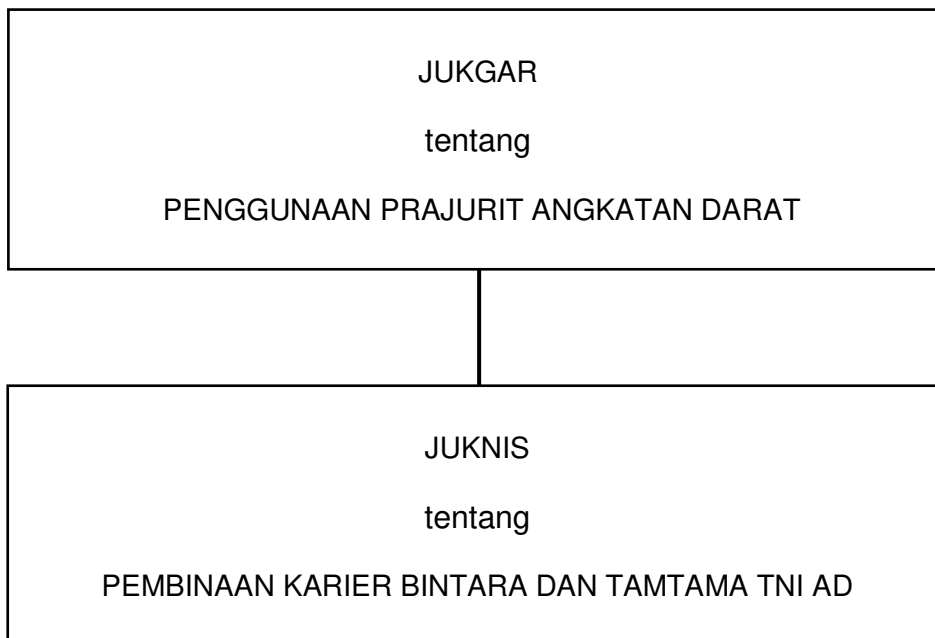 JUKGAR
tentang
PENGGUNAAN PRAJURIT ANGKATAN DARAT
JUKNIS
tentang
PEMBINAAN KARIER BINTARA DAN TAMTAMA TNI AD